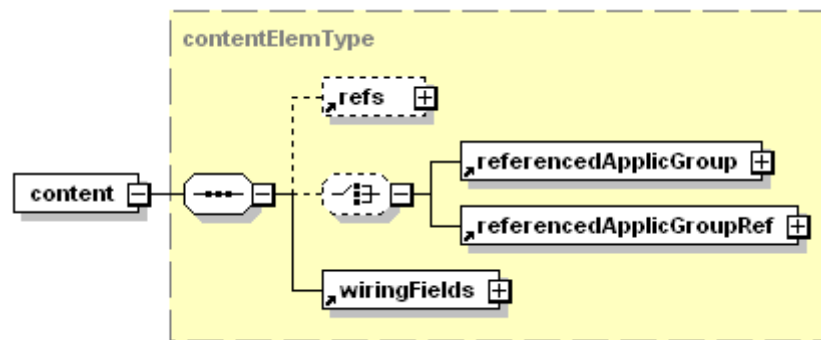 contentElemType
refs
referencedApplicGroup
content
referencedApplicGroupRef
wiringFields